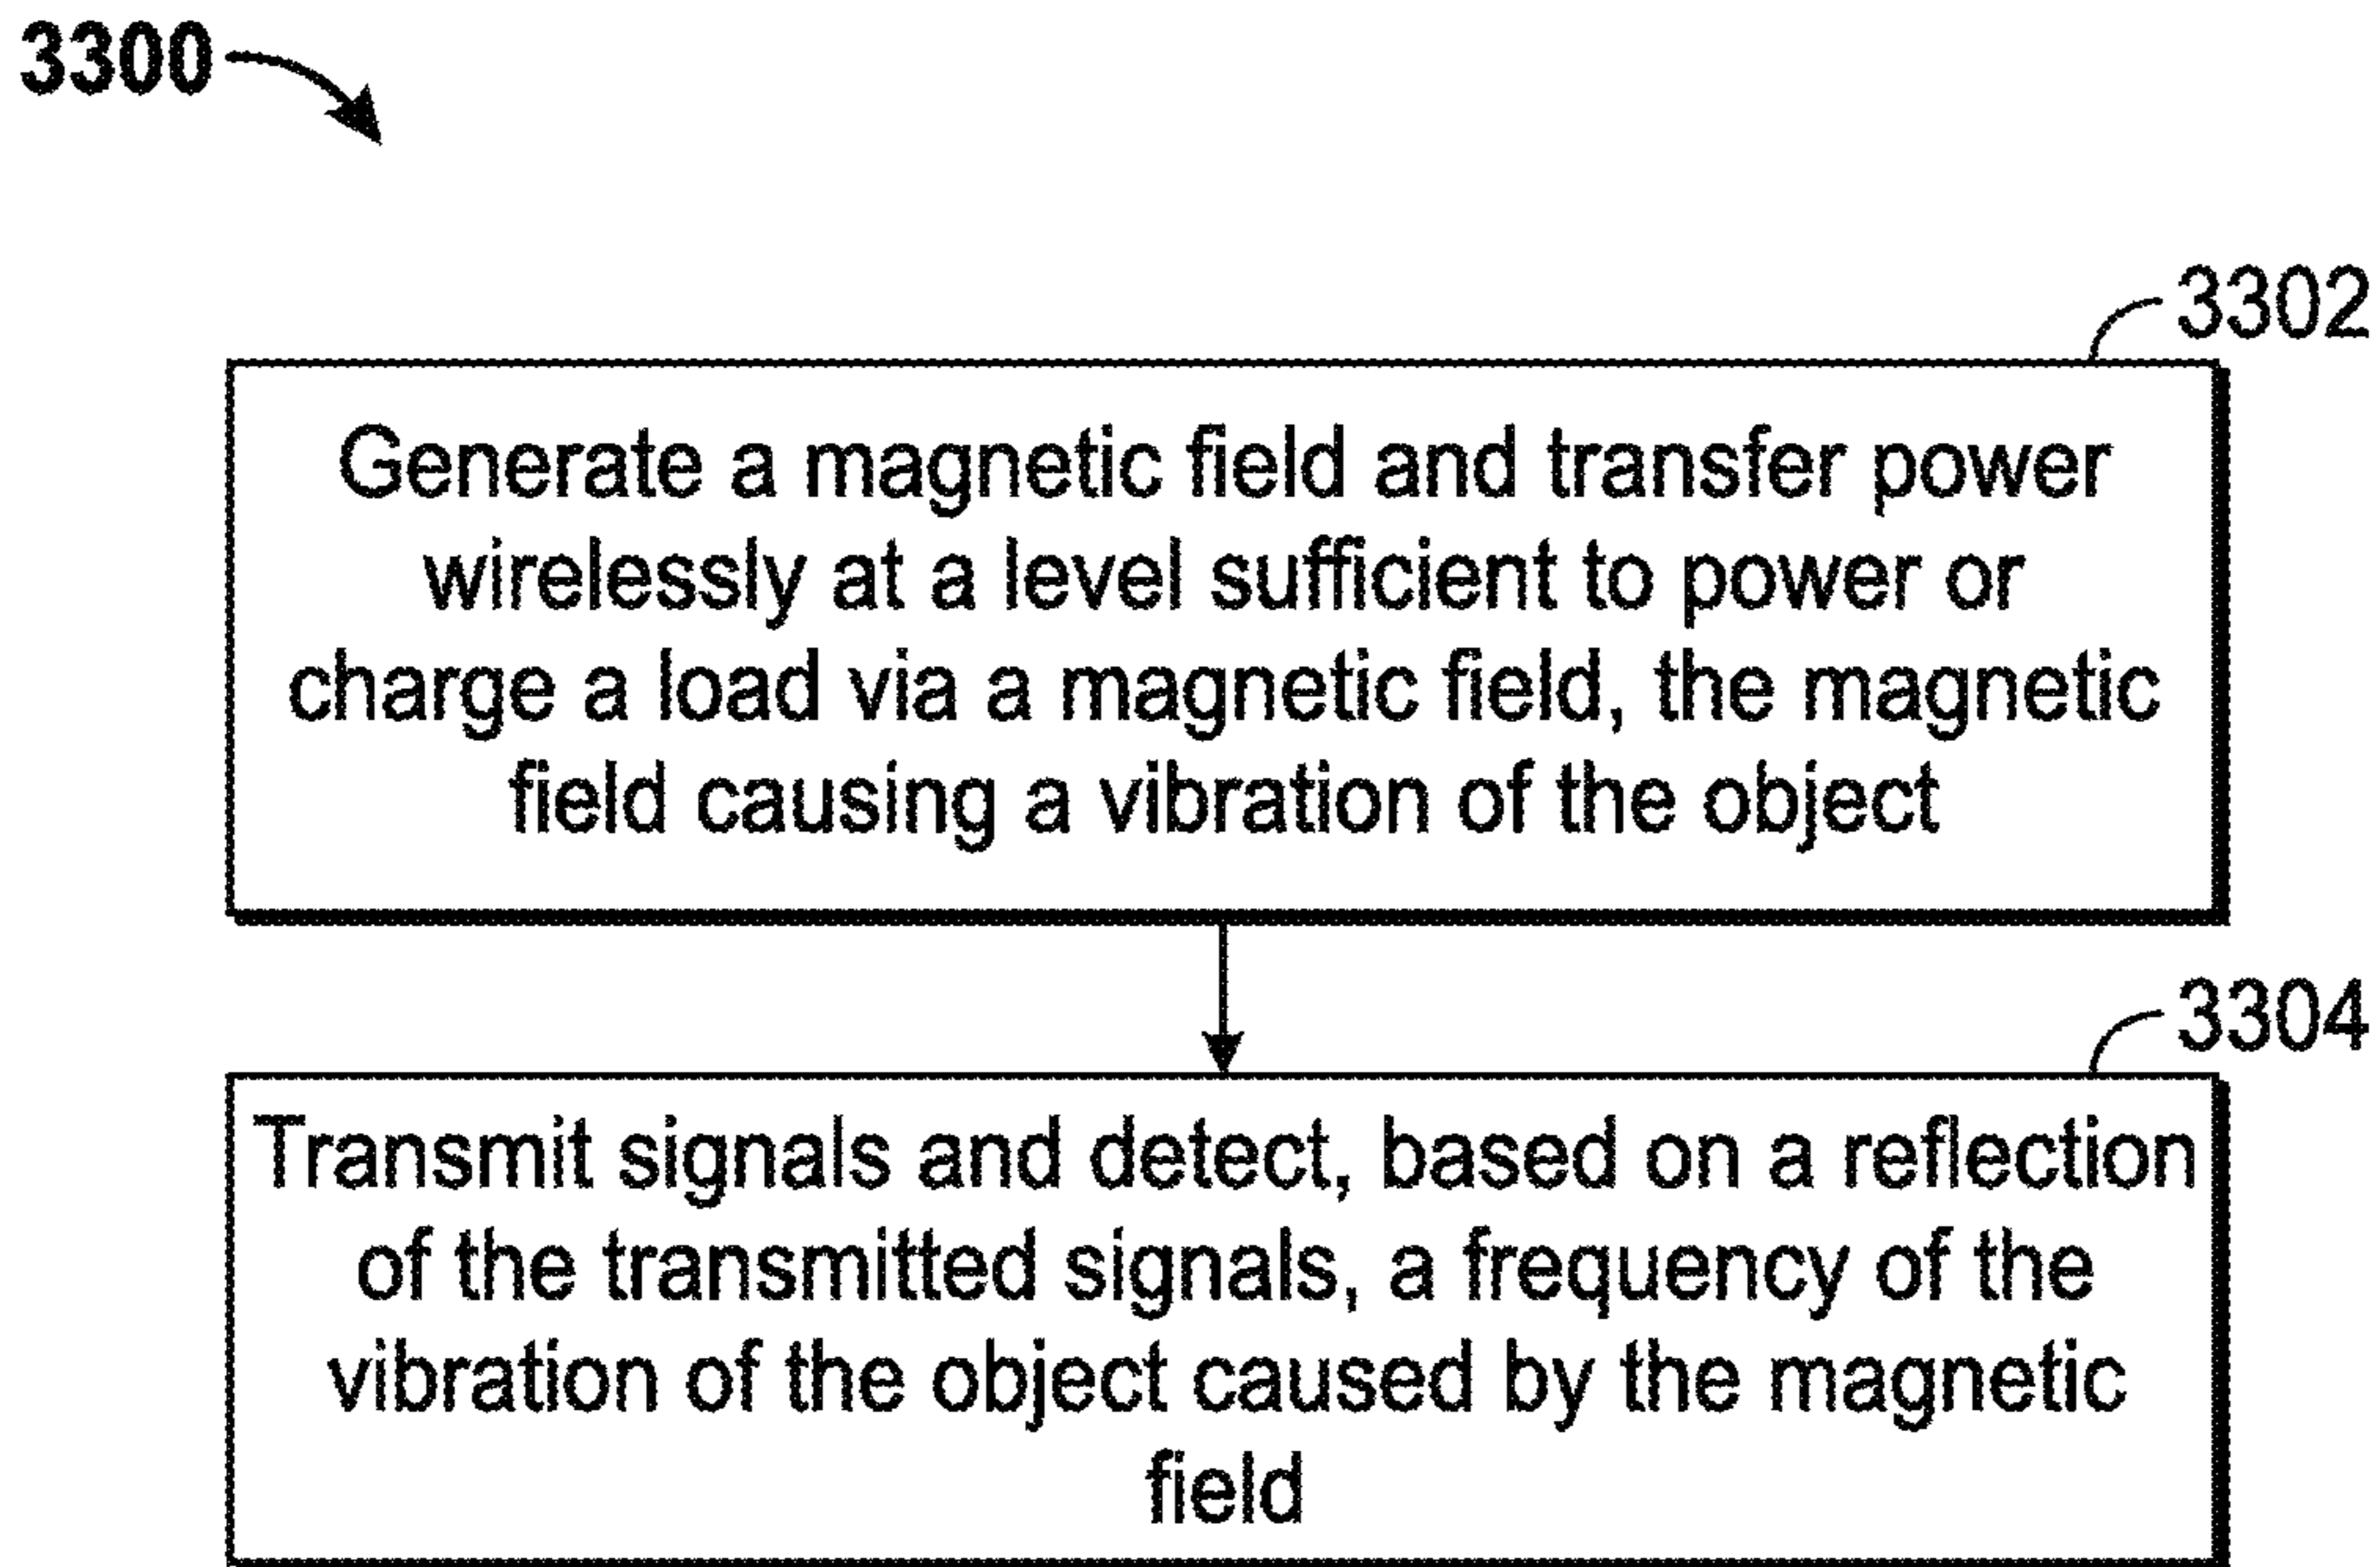 3300
3302
Generate a magnetic field and transfer power
wirelessly at a level sufficient to power or
charge a load via a magnetic field, the magnetic
field causing a vibration of the object
3304
Transmit signals and detect, based on a reflection
of the transmitted signals, a frequency of the
vibration of the object caused by the magnetic
field